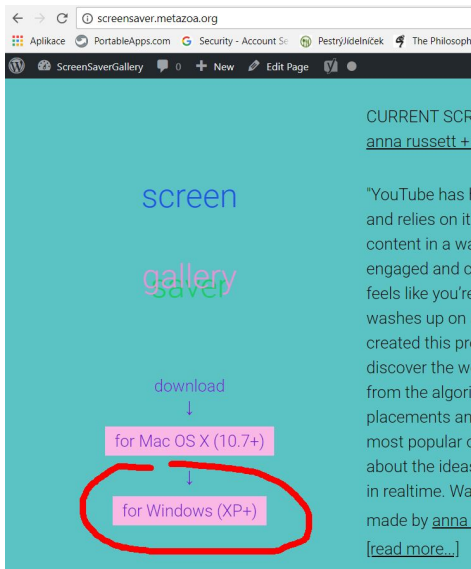 screensaver.metazoa.org
Aplikace PortableApps.com Security - Account Se PestrýJídelníček The Philosoph
ScreenSaverGallery 0 New Edit Page
CURRENT SCR
anna russett +
screen
gallery
saver
"YouTube has
and relies on it
content in a wa
engaged and c
feels like you're
washes up on
created this pr
discover the w
from the algori
placements an
most popular
about the ideas
in realtime. Wa
made by anna
[read more...]
download
↓
for Mac OS X (10.7+)
↓
for Windows (XP+)